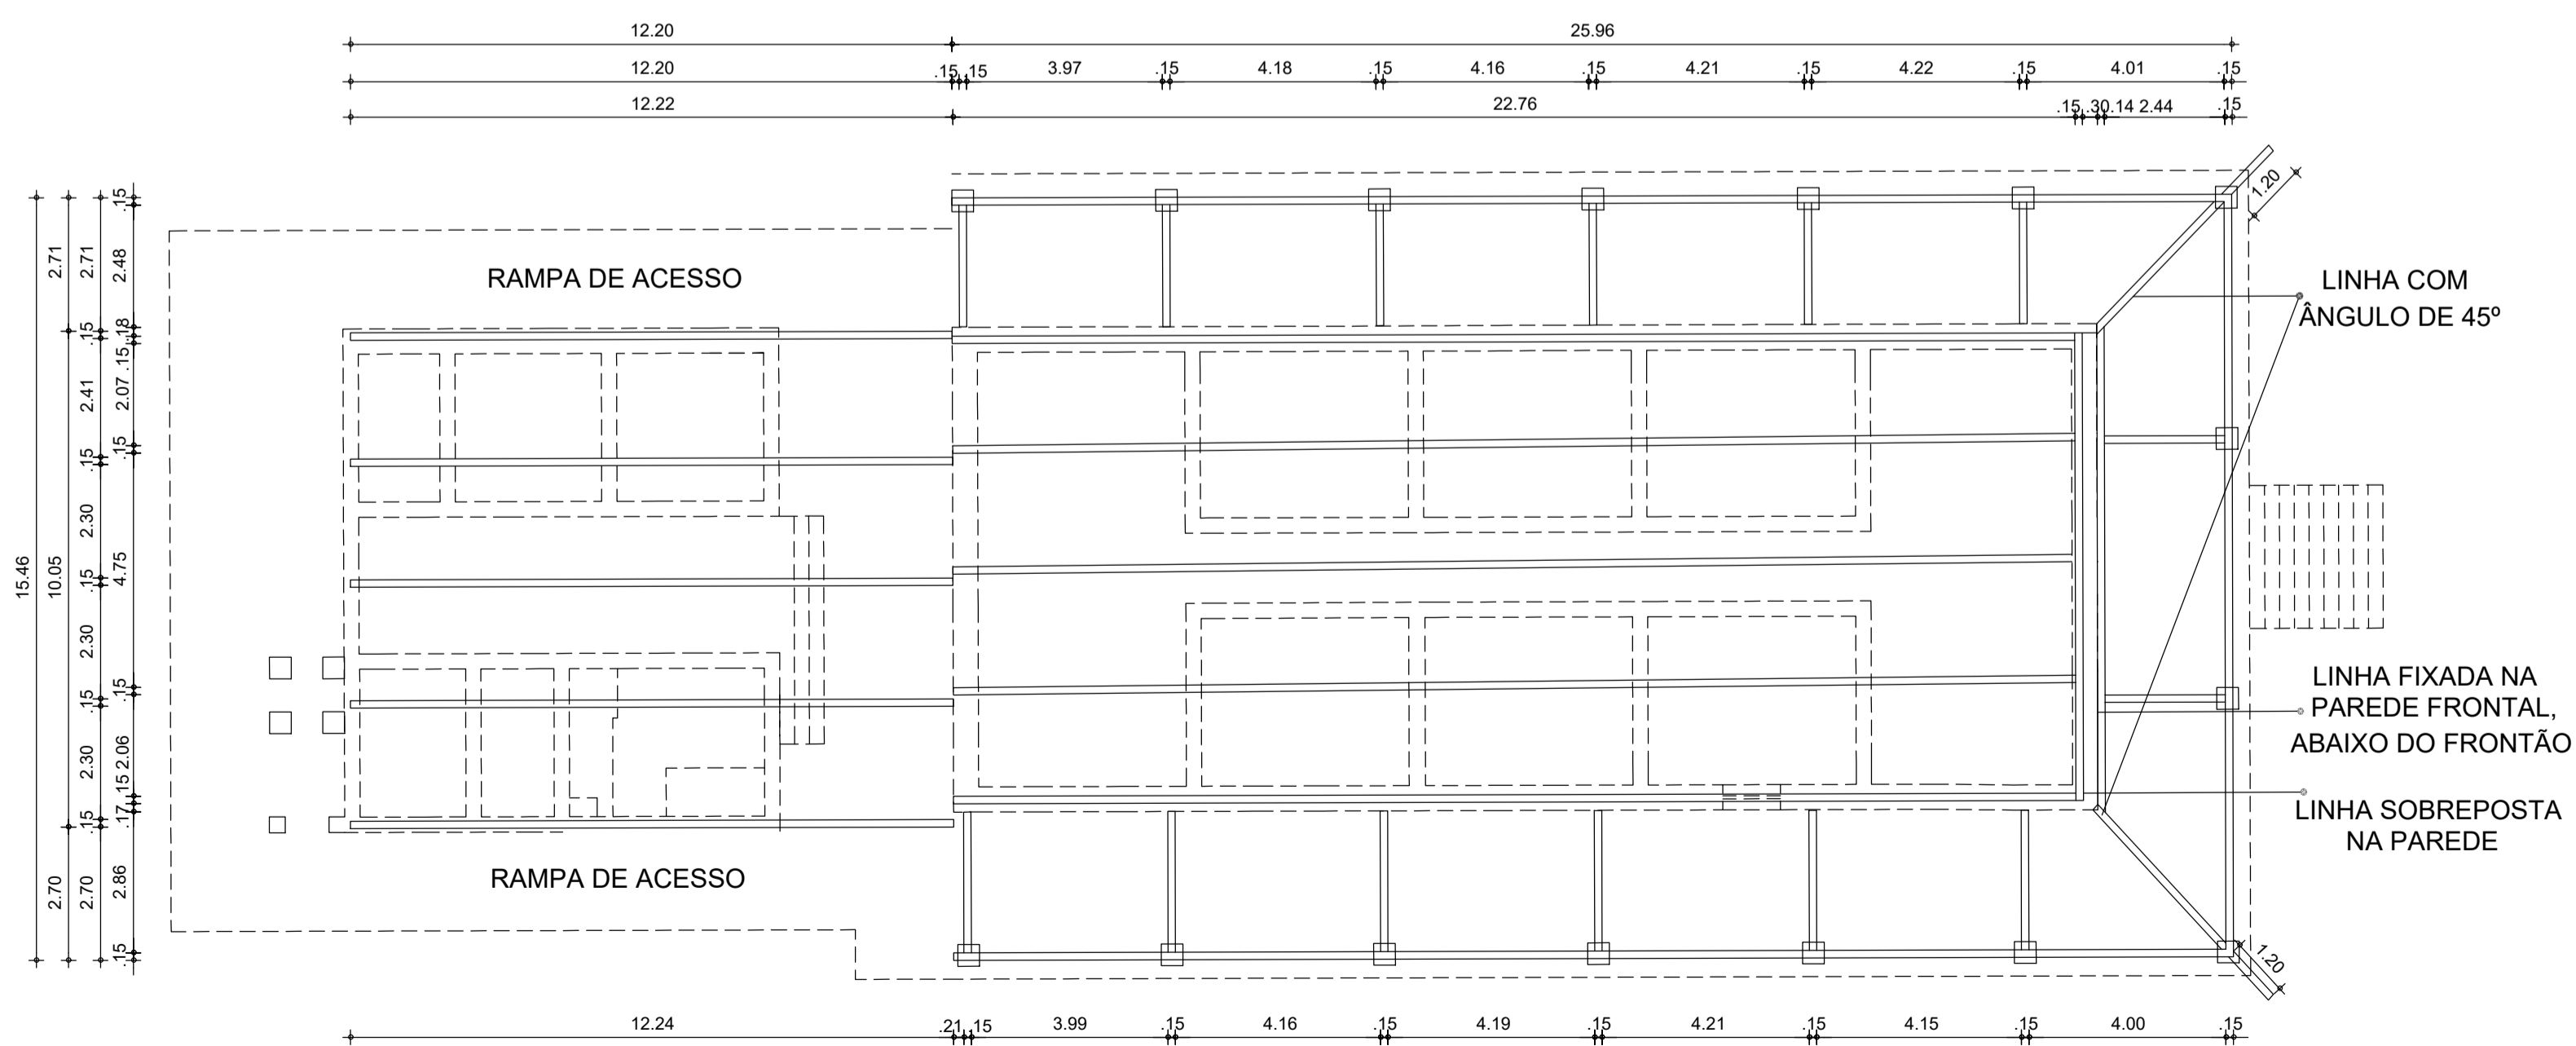 12.20 25.96
12.20 .15 .15 3.97 .15 4.18 .15 4.16 .15 4.21 .15 4.22 .15 4.01 .15
12.22 22.76 .15 .30 .14 2.44 .15
1.20
RAMPA DE ACESSO
LINHA COM
ÂNGULO DE 45º
15.46
2.71 10.05 2.70
2.71 .15 2.41 .15 2.30 .15 2.30 .15 2.30 .15 2.70
.15 2.48 .18 .15 2.07 .15 4.75 .15 2.06 .15 .17 2.86 .15
LINHA FIXADA NA
PAREDE FRONTAL,
ABAIXO DO FRONTÃO
LINHA SOBREPOSTA
NA PAREDE
RAMPA DE ACESSO
1.20
12.24 .21 .15 3.99 .15 4.16 .15 4.19 .15 4.21 .15 4.15 .15 4.00 .15